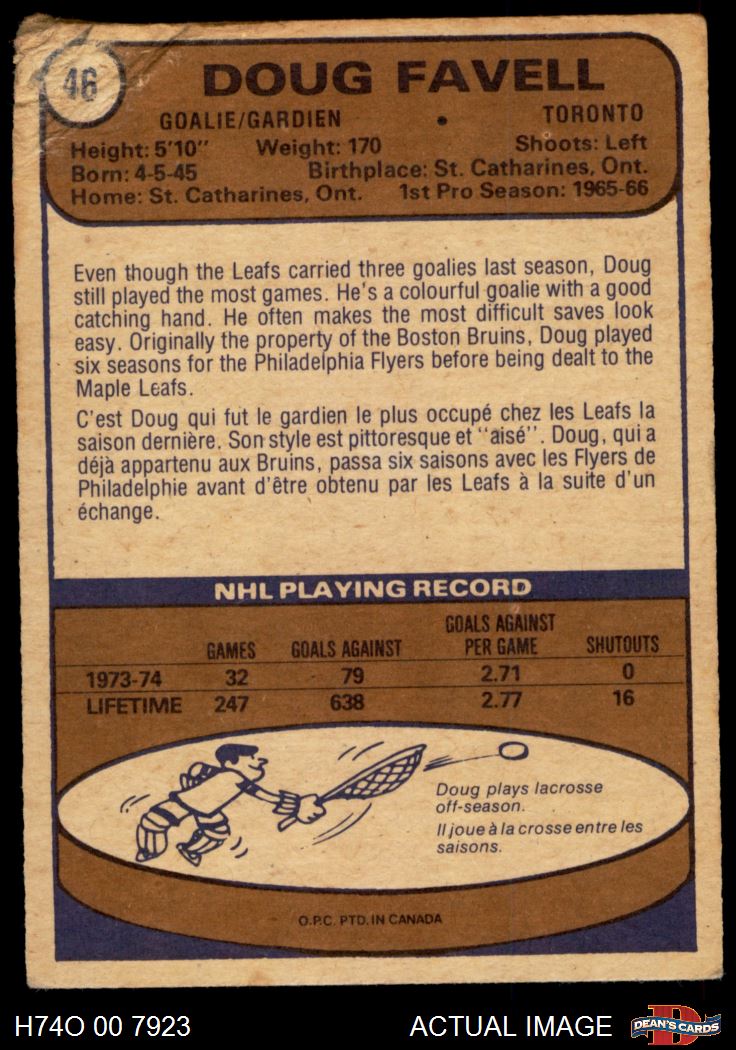 46
DOUG FAVELL
GOALIE/GARDIEN • TORONTO
Height: 5'10" Weight: 170 Shoots: Left
Born: 4-5-45 Birthplace: St. Catharines, Ont.
Home: St. Catharines, Ont. 1st Pro Season: 1965-66
Even though the Leafs carried three goalies last season, Doug
still played the most games. He's a colourful goalie with a good
catching hand. He often makes the most difficult saves look
easy. Originally the property of the Boston Bruins, Doug played
six seasons for the Philadelphia Flyers before being dealt to the
Maple Leafs.
C'est Doug qui fut le gardien le plus occupé chez les Leafs la
saison dernière. Son style est pittoresque et "aisé". Doug, qui a
déjà appartenu aux Bruins, passa six saisons avec les Flyers de
Philadelphie avant d'être obtenu par les Leafs à la suite d'un
échange.
NHL PLAYING RECORD
GAMES GOALS AGAINST GOALS AGAINST PER GAME SHUTOUTS
1973-74 32 79 2.71 0
LIFETIME 247 638 2.77 16
Doug plays lacrosse
off-season.
Il joue à la crosse entre les
saisons.
O.P.C. PTD. IN CANADA
H74O 00 7923 ACTUAL IMAGE DEAN'S CARDS